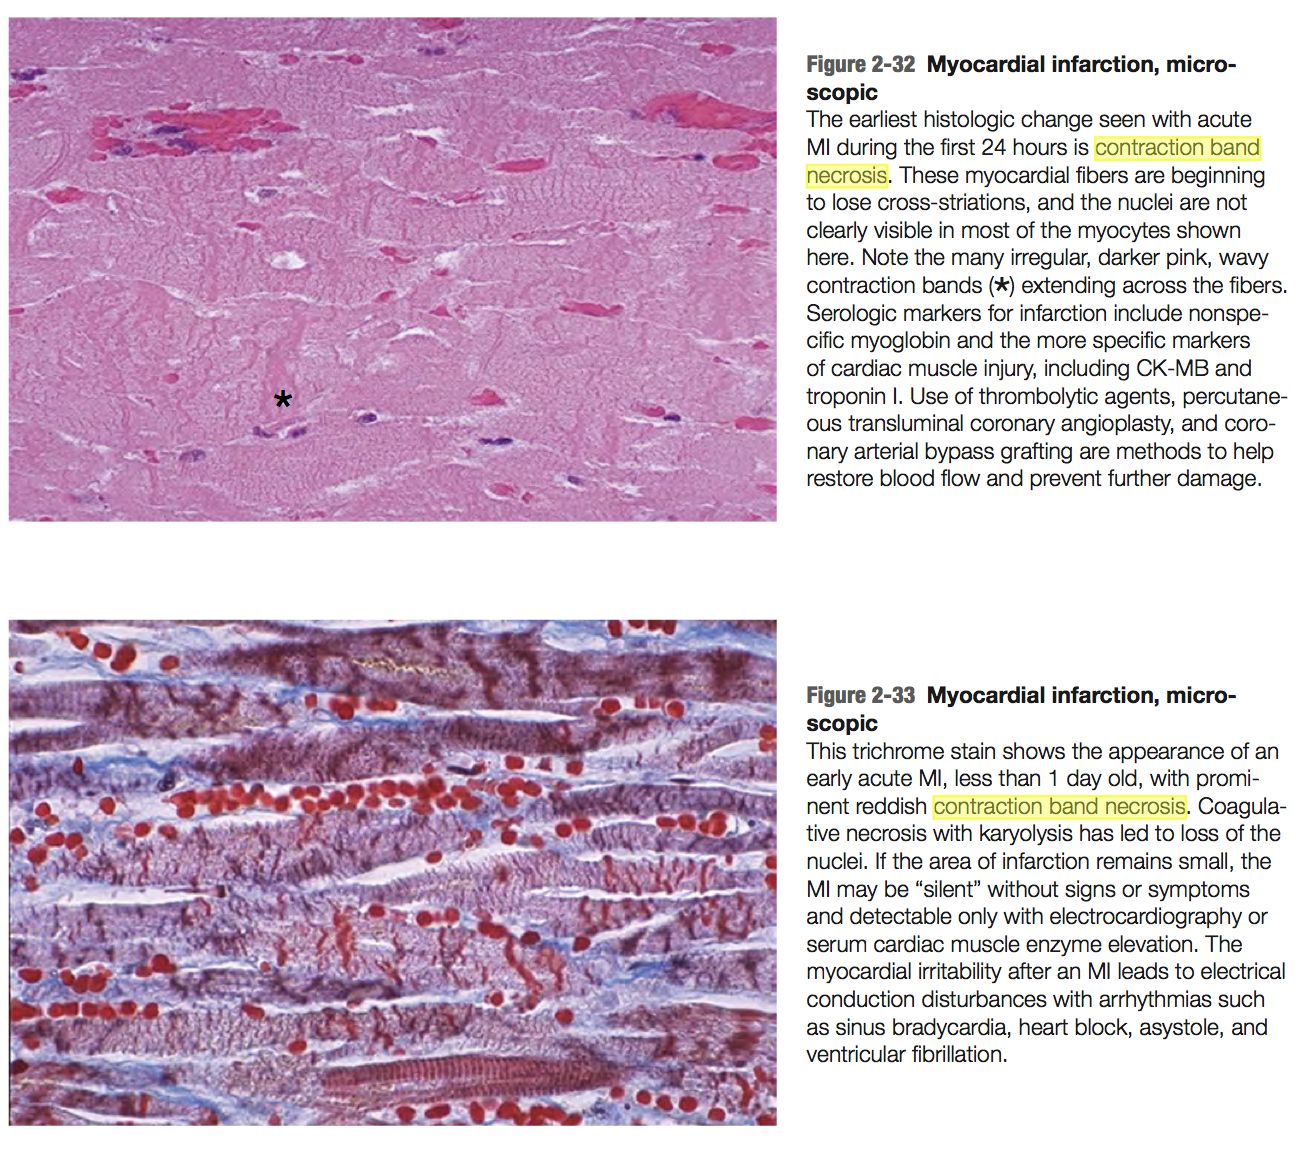 Figure 2-32 Myocardial infarction, micro-
scopic
The earliest histologic change seen with acute
MI during the first 24 hours is contraction band
necrosis. These myocardial fibers are beginning
to lose cross-striations, and the nuclei are not
clearly visible in most of the myocytes shown
here. Note the many irregular, darker pink, wavy
contraction bands (*) extending across the fibers.
Serologic markers for infarction include nonspe-
cific myoglobin and the more specific markers
of cardiac muscle injury, including CK-MB and
troponin I. Use of thrombolytic agents, percutane-
ous transluminal coronary angioplasty, and coro-
nary arterial bypass grafting are methods to help
restore blood flow and prevent further damage.
*
Figure 2-33 Myocardial infarction, micro-
scopic
This trichrome stain shows the appearance of an
early acute MI, less than 1 day old, with promi-
nent reddish contraction band necrosis. Coagula-
tive necrosis with karyolysis has led to loss of the
nuclei. If the area of infarction remains small, the
MI may be “silent” without signs or symptoms
and detectable only with electrocardiography or
serum cardiac muscle enzyme elevation. The
myocardial irritability after an MI leads to electrical
conduction disturbances with arrhythmias such
as sinus bradycardia, heart block, asystole, and
ventricular fibrillation.